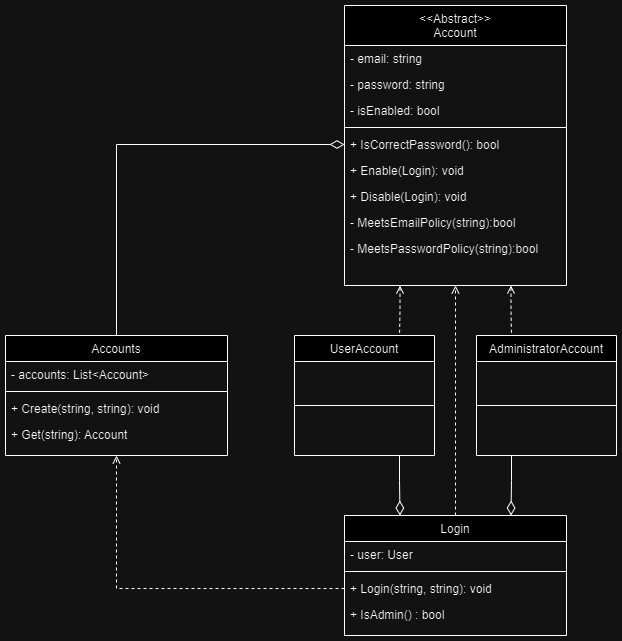 <<Abstract>>
Account
- email: string
- password: string
- isEnabled: bool
+ IsCorrectPassword(): bool
+ Enable(Login): void
+ Disable(Login): void
- MeetsEmailPolicy(string):bool
- MeetsPasswordPolicy(string):bool
Accounts
- accounts: List<Account>
+ Create(string, string): void
+ Get(string): Account
UserAccount
AdministratorAccount
Login
- user: User
+ Login(string, string): void
+ IsAdmin() : bool